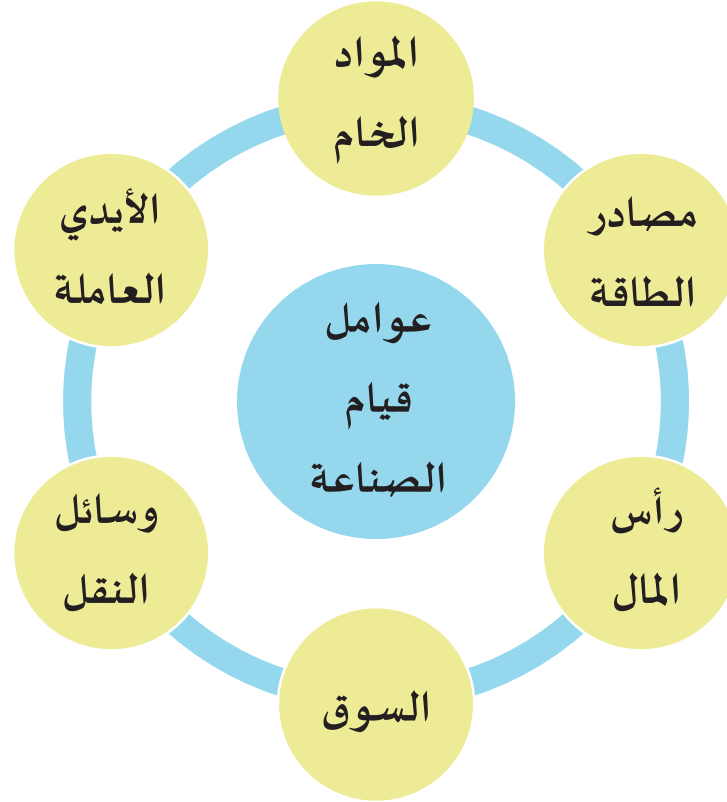 المواد
الخام
مصادر
الطاقة
رأس
المال
السوق
وسائل
النقل
الأيدي
العاملة
عوامل
قيام
الصناعة